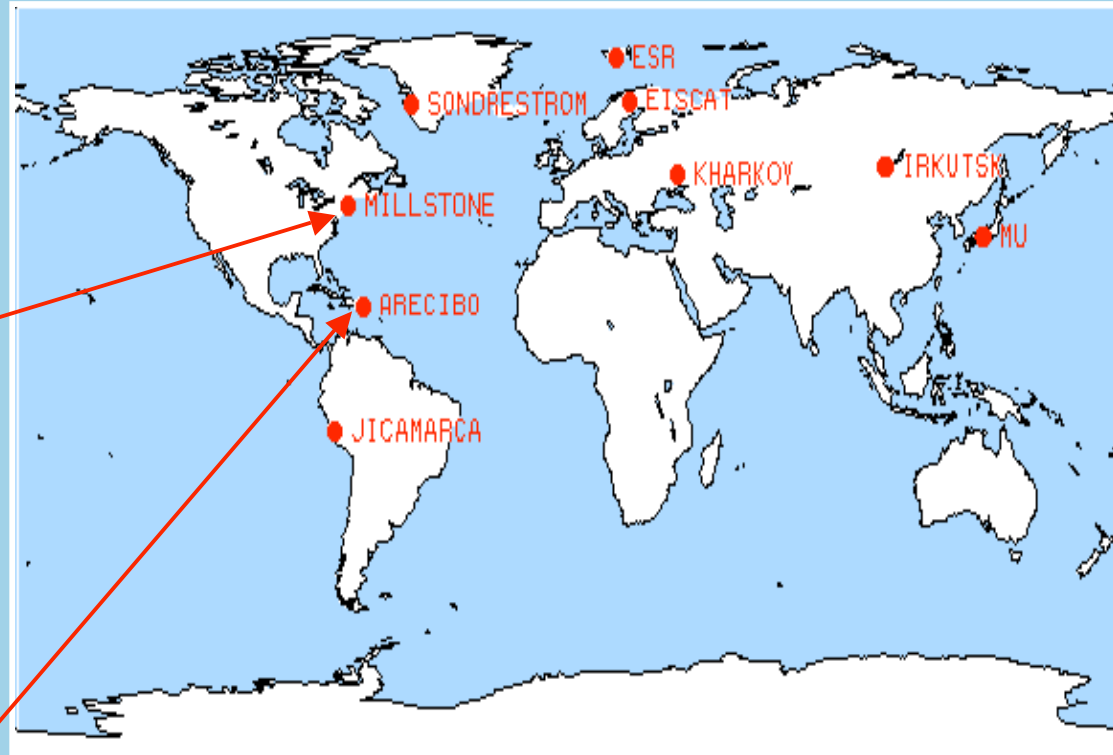 ESR
SONDRESTROM
EISCAT
IRKUTSK
KHARKOV
MILLSTONE
MU
ARECIBO
JICAMARCA